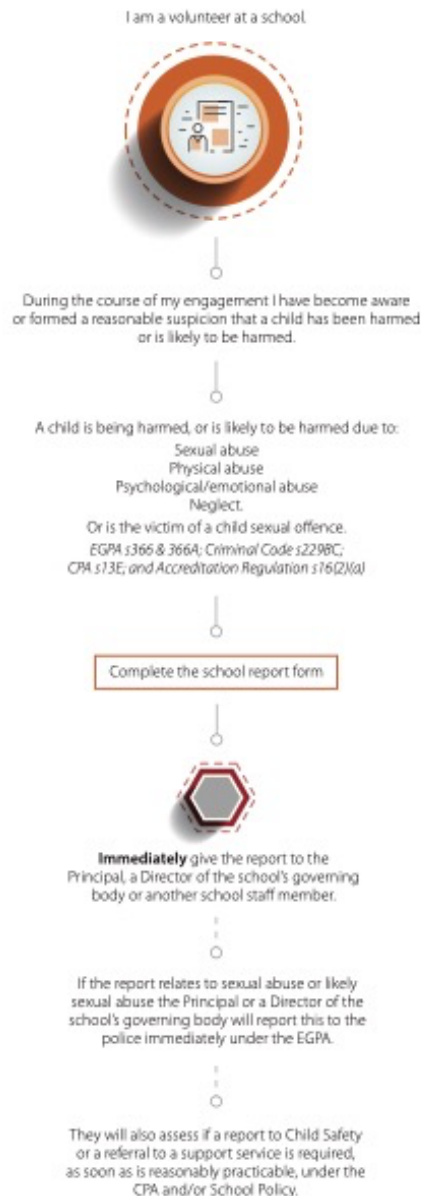 I am a volunteer at a school
During the course of my engagement I have become aware
or formed a reasonable suspicion that a child has been harmed
or is likely to be harmed.
A child is being harmed, or is likely to be harmed due to:
Sexual abuse
Physical abuse
Psychological/emotional abuse
Neglect.
Or is the victim of a child sexual offence.
EGPA s366 & 366A; Criminal Code s229BC;
CPA s13E; and Accreditation Regulation s16(2)(a)
Complete the school report form
Immediately give the report to the
Principal, a Director of the school's governing
body or another school staff member.
If the report relates to sexual abuse or likely
sexual abuse the Principal or a Director of the
school's governing body will report this to the
police immediately under the EGPA.
They will also assess if a report to Child Safety
or a referral to a support service is required,
as soon as is reasonably practicable, under the
CPA and/or School Policy.